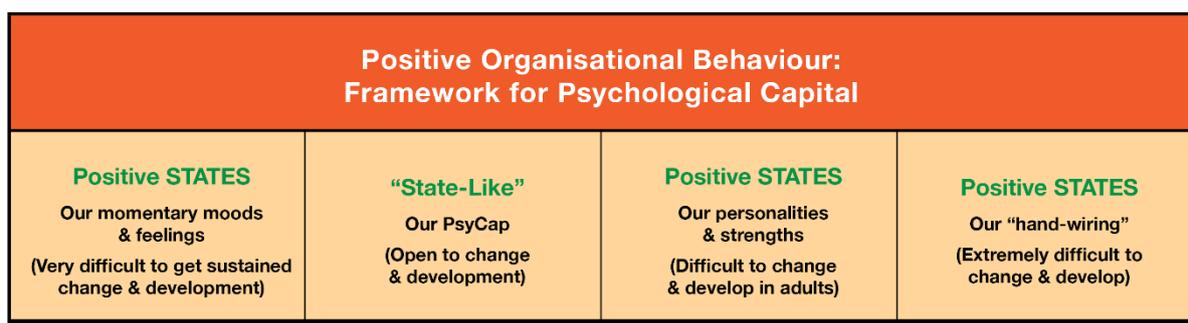 Positive Organisational Behaviour:
Framework for Psychological Capital
Positive STATES
Our momentary moods
& feelings
(Very difficult to get sustained
change & development)
“State-Like”
Our PsyCap
(Open to change
& development)
Positive STATES
Our personalities
& strengths
(Difficult to change
& develop in adults)
Positive STATES
Our “hand-wiring”
(Extremely difficult to
change & develop)